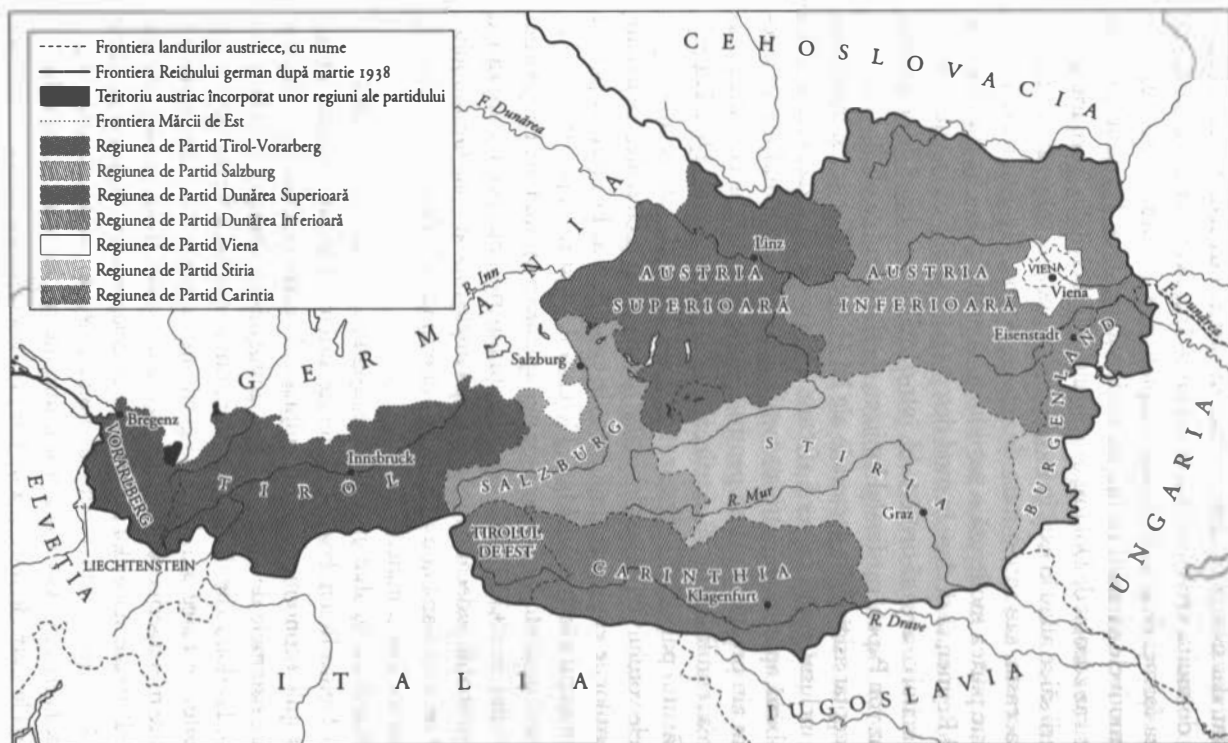 Frontiera landurilor austriece, cu nume
Frontiera Reichului german după martie 1938
Teritoriu austriac încorporat unor regiuni ale partidului
Frontiera Mărcii de Est
Regiunea de Partid Tirol-Vorarberg
Regiunea de Partid Salzburg
Regiunea de Partid Dunărea Superioară
Regiunea de Partid Dunărea Inferioară
Regiunea de Partid Viena
Regiunea de Partid Stiria
Regiunea de Partid Carintia
CEHOSLOVACIA
F. Dunărea
GERMANIA
R. Inn
Linz
AUSTRIA
SUPERIOARĂ
AUSTRIA
INFERIOARĂ
VIENA
Viena
F. Dunărea
Eisenstadt
BURGENLAND
Salzburg
Bregenz
VORARLBERG
Innsbruck
TIROL
SALZBURG
STIRIA
R. Mur
Graz
ELVEȚIA
LIECHTENSTEIN
TIROLUL
DE EST
CARINTHIA
Klagenfurt
R. Drave
UNGARIA
ITALIA
IUGOSLAVIA